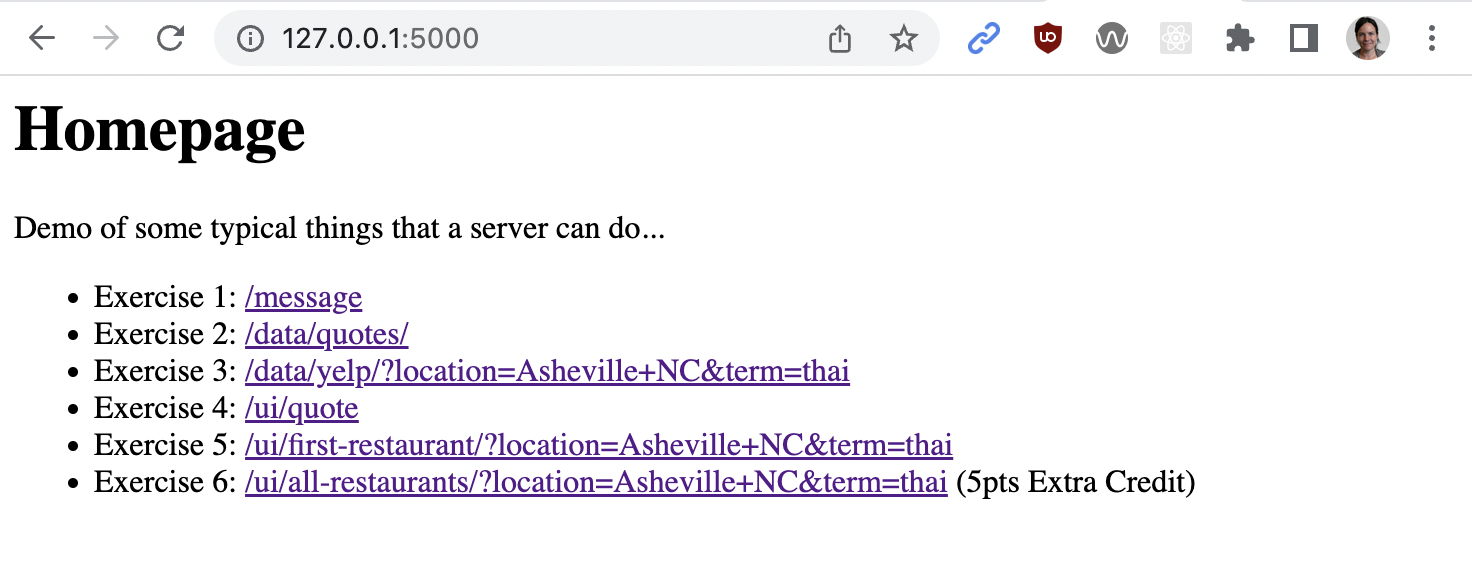 127.0.0.1:5000
Homepage
Demo of some typical things that a server can do...
Exercise 1: /message
Exercise 2: /data/quotes/
Exercise 3: /data/yelp/?location=Asheville+NC&term=thai
Exercise 4: /ui/quote
Exercise 5: /ui/first-restaurant/?location=Asheville+NC&term=thai
Exercise 6: /ui/all-restaurants/?location=Asheville+NC&term=thai (5pts Extra Credit)